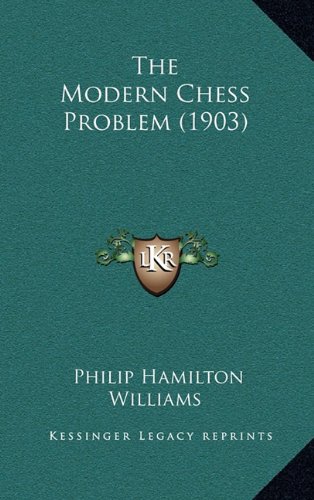 The
Modern Chess
Problem (1903)
LKR
Philip Hamilton
Williams
Kessinger Legacy Reprints